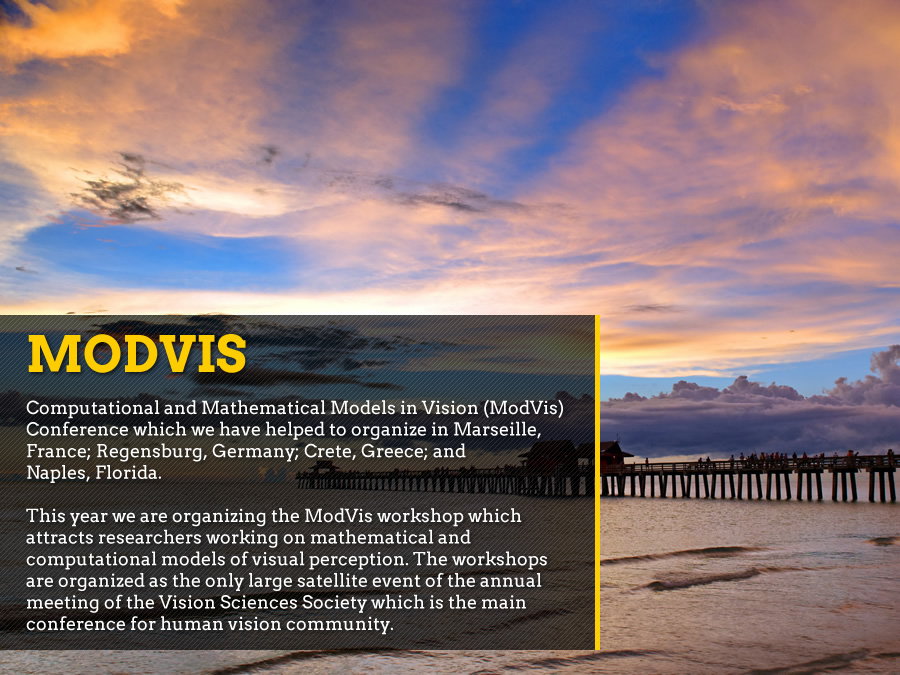 MODVIS
Computational and Mathematical Models in Vision (ModVis)
Conference which we have helped to organize in Marseille,
France; Regensburg, Germany; Crete, Greece; and
Naples, Florida.
This year we are organizing the ModVis workshop which
attracts researchers working on mathematical and
computational models of visual perception. The workshops
are organized as the only large satellite event of the annual
meeting of the Vision Sciences Society which is the main
conference for human vision community.